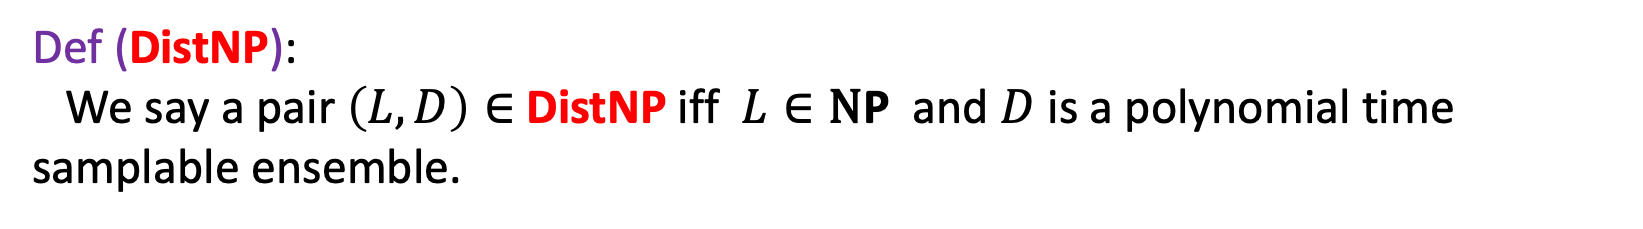 Def (DistNP):
We say a pair (L, D) ∈ DistNP iff L ∈ NP and D is a polynomial time
samplable ensemble.